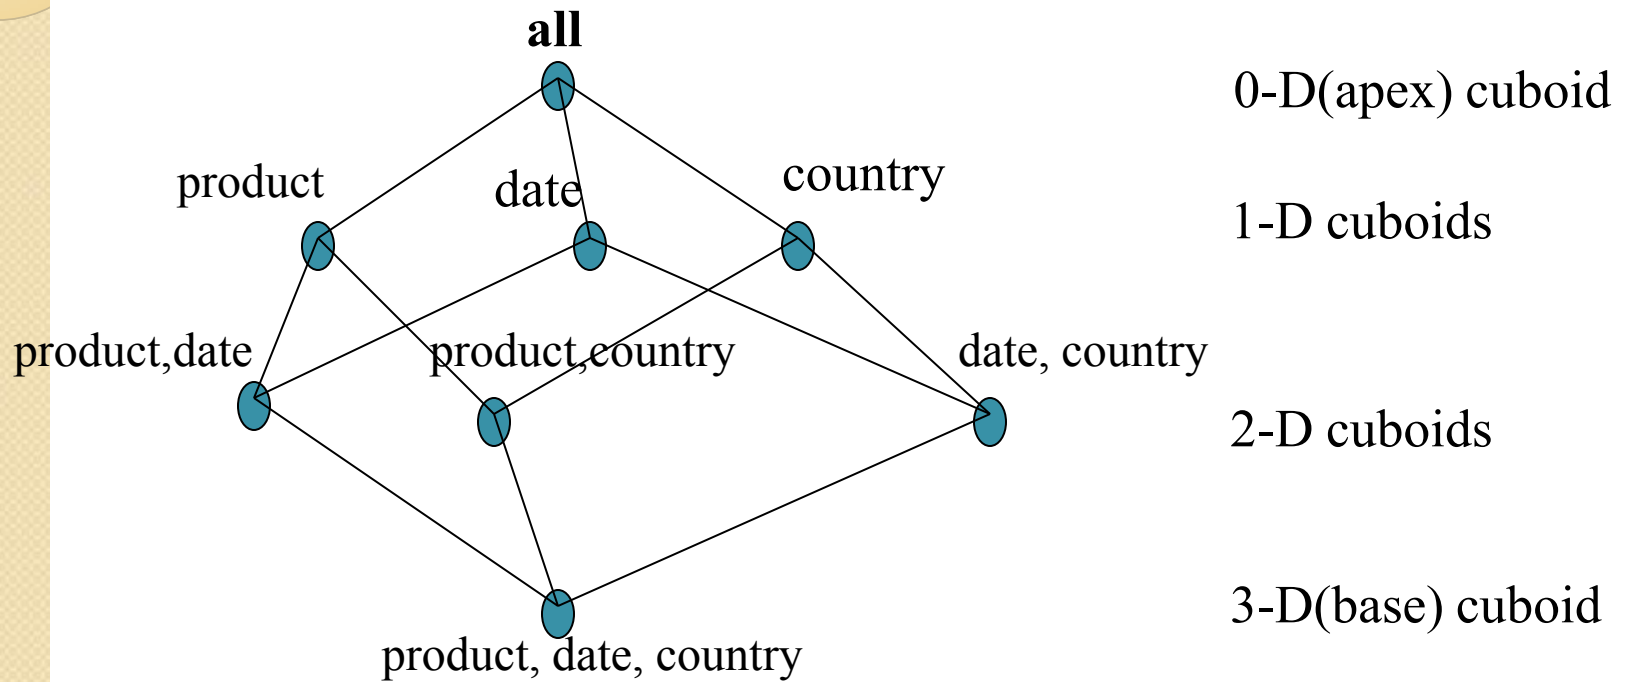 all
0-D(apex) cuboid
product
date
country
1-D cuboids
product,date
product,country
date, country
2-D cuboids
3-D(base) cuboid
product, date, country